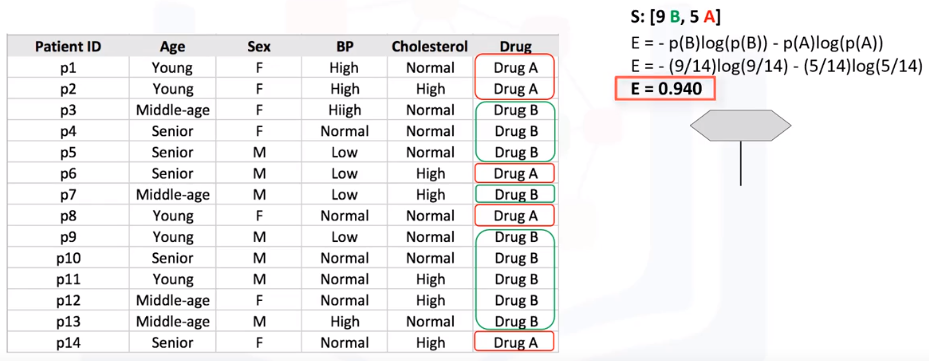 S: [9 B, 5 A]
E = - p(B)log(p(B)) - p(A)log(p(A))
E = - (9/14)log(9/14) - (5/14)log(5/14)
E = 0.940
Patient ID Age Sex BP Cholesterol Drug
p1 Young F High Normal Drug A
p2 Young F High High Drug A
p3 Middle-age F Hiigh Normal Drug B
p4 Senior F Normal Normal Drug B
p5 Senior M Low Normal Drug B
p6 Senior M Low High Drug A
p7 Middle-age M Low High Drug B
p8 Young F Normal Normal Drug A
p9 Young M Low Normal Drug B
p10 Senior M Normal Normal Drug B
p11 Young M Normal High Drug B
p12 Middle-age F Normal High Drug B
p13 Middle-age M High Normal Drug B
p14 Senior F Normal High Drug A